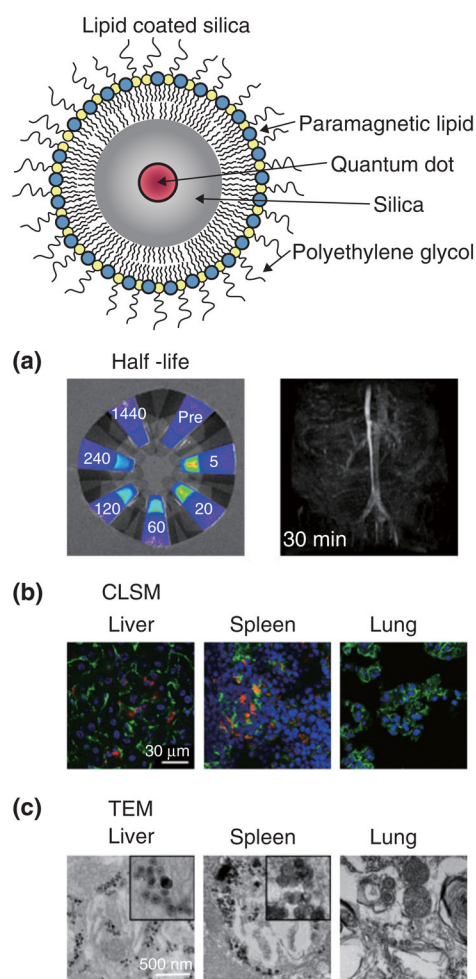 Lipid coated silica
Paramagnetic lipid
Quantum dot
Silica
Polyethylene glycol
(a) Half -life
1440 Pre
240 5
120 20
60
30 min
(b) CLSM
Liver Spleen Lung
30 μm
(c) TEM
Liver Spleen Lung
500 nm